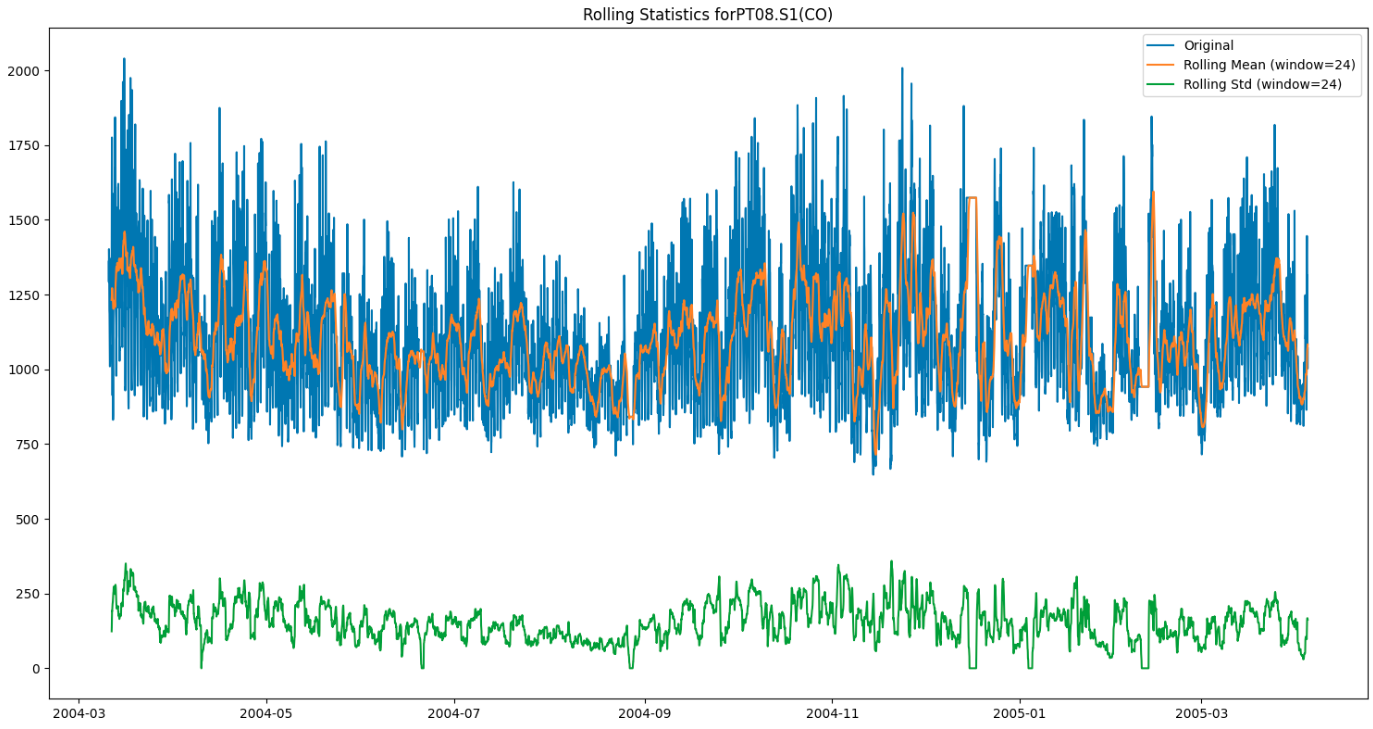 Rolling Statistics forPT08.S1(CO)
Original
Rolling Mean (window=24)
Rolling Std (window=24)
2000
1750
1500
1250
1000
750
500
250
0
2004-03 2004-05 2004-07 2004-09 2004-11 2005-01 2005-03